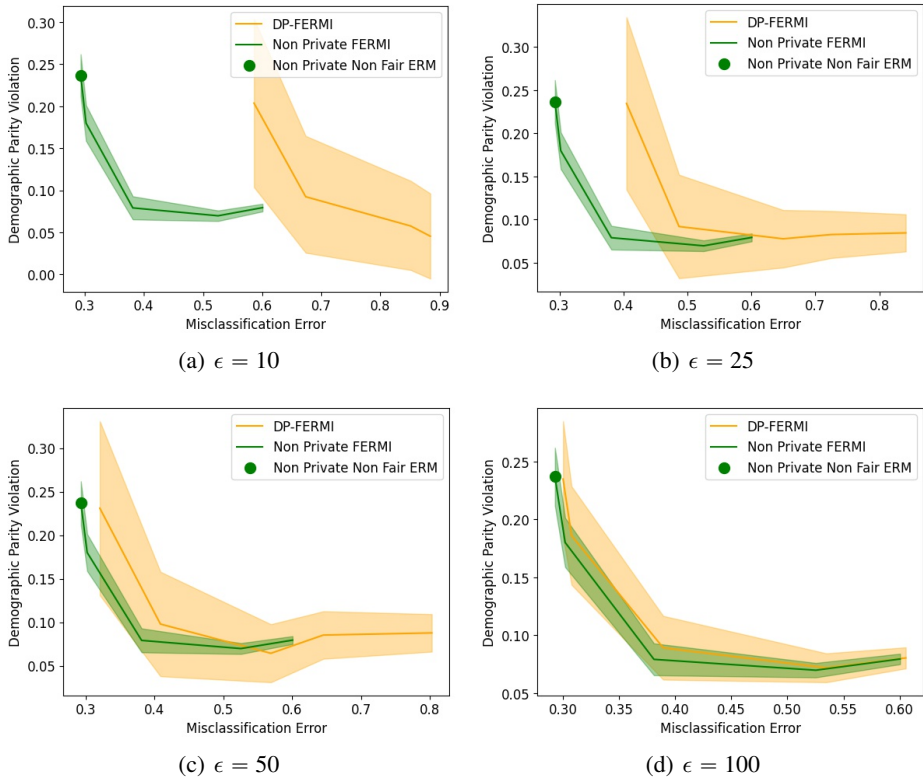 0.30
0.25
0.20
0.15
0.10
0.05
0.00
Demographic Parity Violation
DP-FERMI
Non Private FERMI
Non Private Non Fair ERM
0.3 0.4 0.5 0.6 0.7 0.8 0.9
Misclassification Error
(a) ϵ = 10
0.30
0.25
0.20
0.15
0.10
0.05
Demographic Parity Violation
DP-FERMI
Non Private FERMI
Non Private Non Fair ERM
0.3 0.4 0.5 0.6 0.7 0.8
Misclassification Error
(b) ϵ = 25
0.30
0.25
0.20
0.15
0.10
0.05
Demographic Parity Violation
DP-FERMI
Non Private FERMI
Non Private Non Fair ERM
0.3 0.4 0.5 0.6 0.7 0.8
Misclassification Error
(c) ϵ = 50
0.25
0.20
0.15
0.10
0.05
Demographic Parity Violation
DP-FERMI
Non Private FERMI
Non Private Non Fair ERM
0.30 0.35 0.40 0.45 0.50 0.55 0.60
Misclassification Error
(d) ϵ = 100